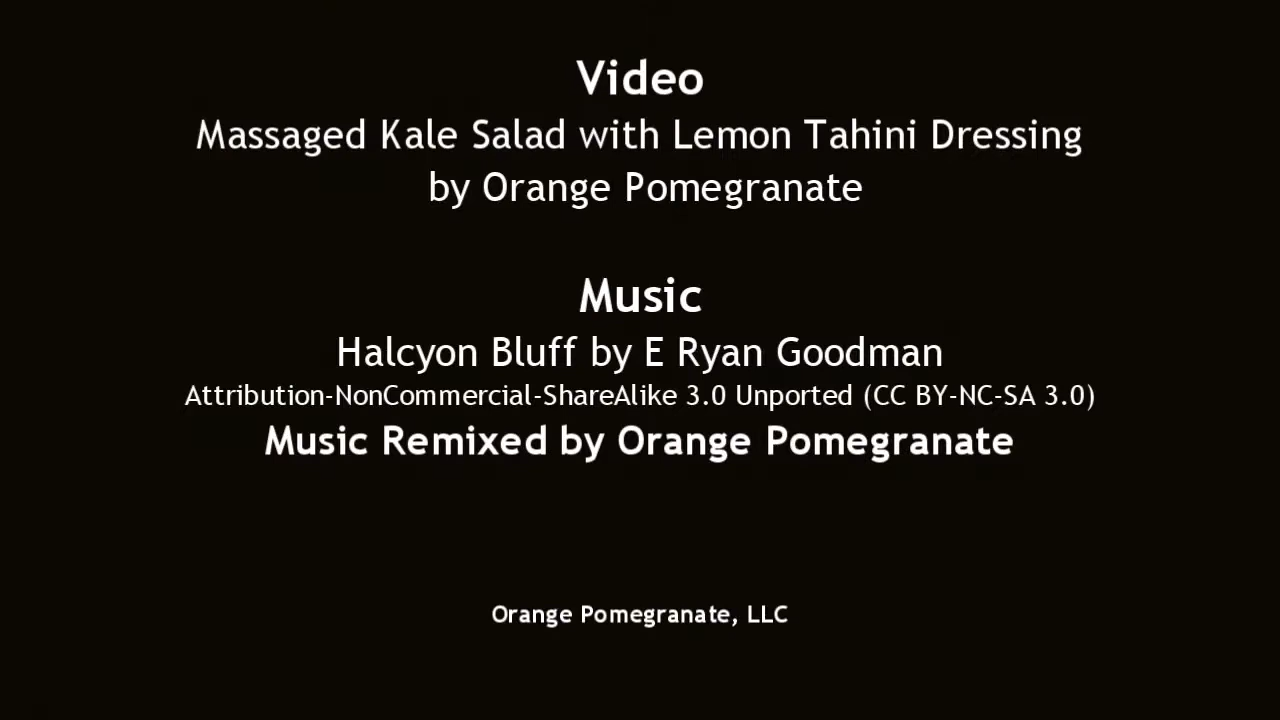 Video
Massaged Kale Salad with Lemon Tahini Dressing
by Orange Pomegranate
Music
Halcyon Bluff by E Ryan Goodman
Attribution-NonCommercial-ShareAlike 3.0 Unported (CC BY-NC-SA 3.0)
Music Remixed by Orange Pomegranate
Orange Pomegranate, LLC